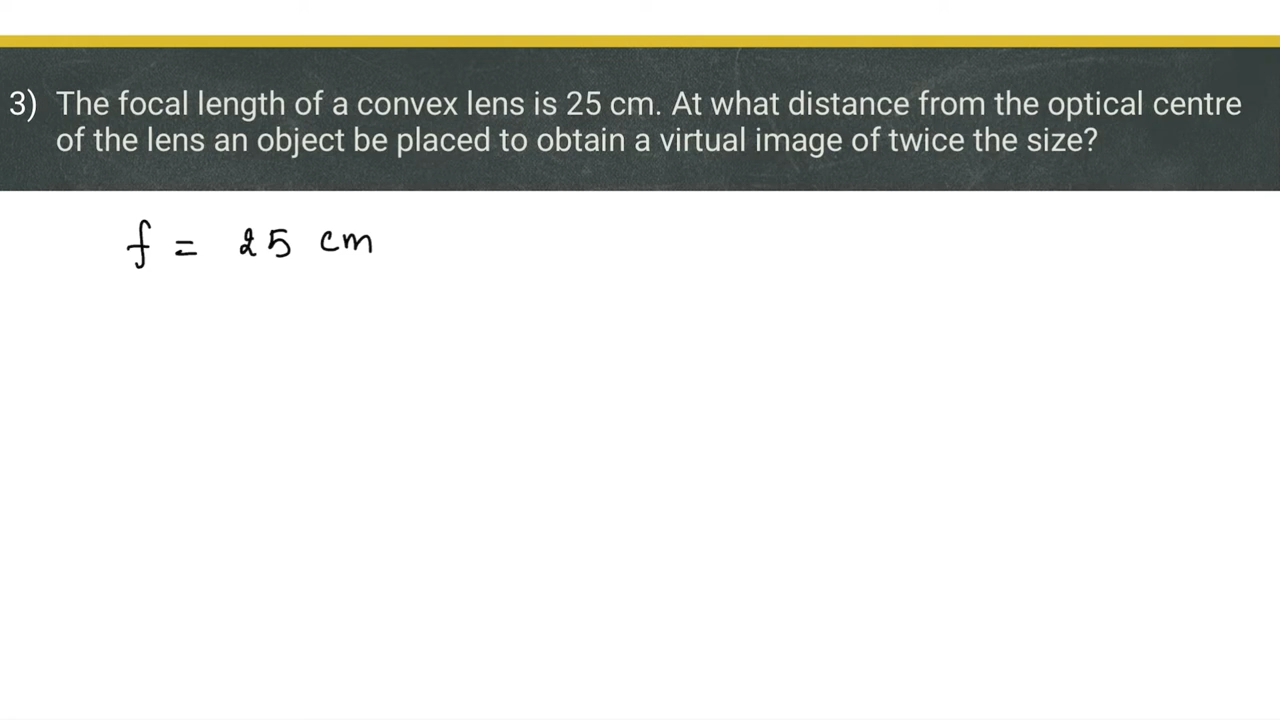 3) The focal length of a convex lens is 25 cm. At what distance from the optical centre
of the lens an object be placed to obtain a virtual image of twice the size?
f = 25 cm